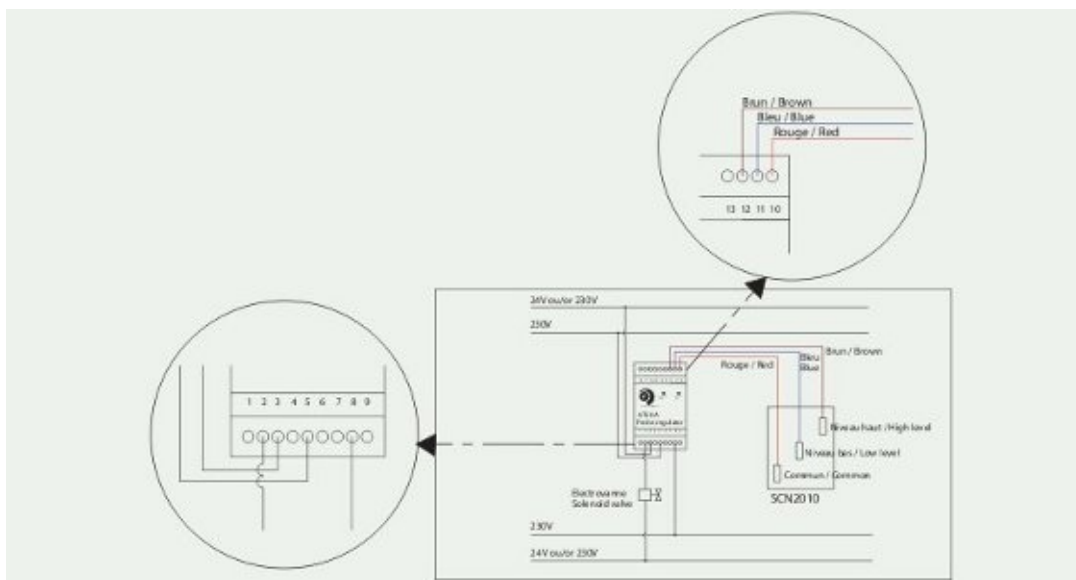 Brun / Brown
Bleu / Blue
Rouge / Red
13 12 11 10
24V ou/or 230V
230V
Brun / Brown
Bleu
Blue
Rouge / Red
1 2 3 4 5 6 7 8 9
Niveau haut / High level
Niveau bas / Low level
Commun / Common
SCN2010
Electrovanne
Solenoid valve
230V
24V ou/or 230V